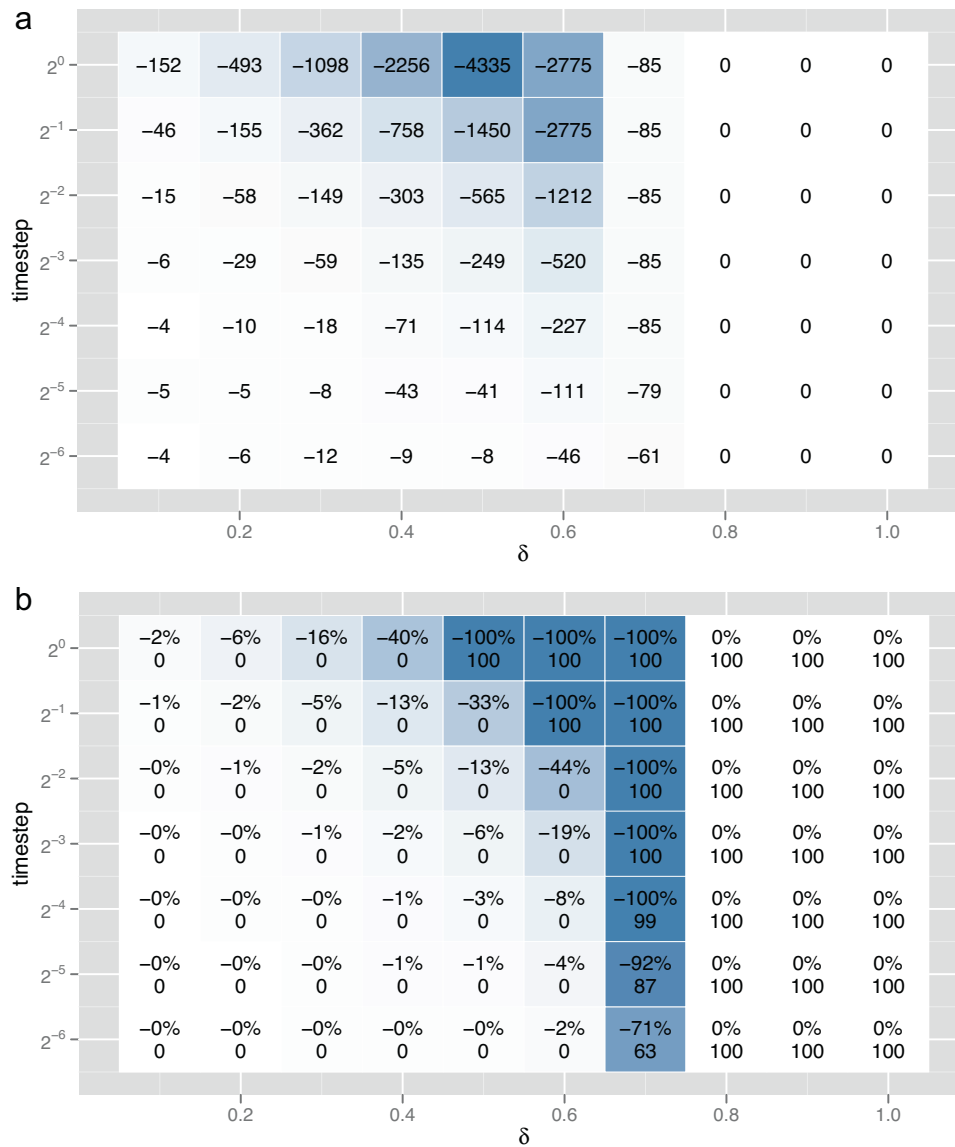 a
2⁰ −152 −493 −1098 −2256 −4335 −2775 −85 0 0 0
2⁻¹ −46 −155 −362 −758 −1450 −2775 −85 0 0 0
2⁻² −15 −58 −149 −303 −565 −1212 −85 0 0 0
2⁻³ −6 −29 −59 −135 −249 −520 −85 0 0 0
2⁻⁴ −4 −10 −18 −71 −114 −227 −85 0 0 0
2⁻⁵ −5 −5 −8 −43 −41 −111 −79 0 0 0
2⁻⁶ −4 −6 −12 −9 −8 −46 −61 0 0 0
timestep
0.2 0.4 0.6 0.8 1.0
δ
b
2⁰ −2% −6% −16% −40% −100% −100% −100% 0% 0% 0%
0 0 0 0 100 100 100 100 100 100
2⁻¹ −1% −2% −5% −13% −33% −100% −100% 0% 0% 0%
0 0 0 0 0 100 100 100 100 100
2⁻² −0% −1% −2% −5% −13% −44% −100% 0% 0% 0%
0 0 0 0 0 0 100 100 100 100
2⁻³ −0% −0% −1% −2% −6% −19% −100% 0% 0% 0%
0 0 0 0 0 0 100 100 100 100
2⁻⁴ −0% −0% −0% −1% −3% −8% −100% 0% 0% 0%
0 0 0 0 0 0 99 100 100 100
2⁻⁵ −0% −0% −0% −1% −1% −4% −92% 0% 0% 0%
0 0 0 0 0 0 87 100 100 100
2⁻⁶ −0% −0% −0% −0% −0% −2% −71% 0% 0% 0%
0 0 0 0 0 0 63 100 100 100
timestep
0.2 0.4 0.6 0.8 1.0
δ